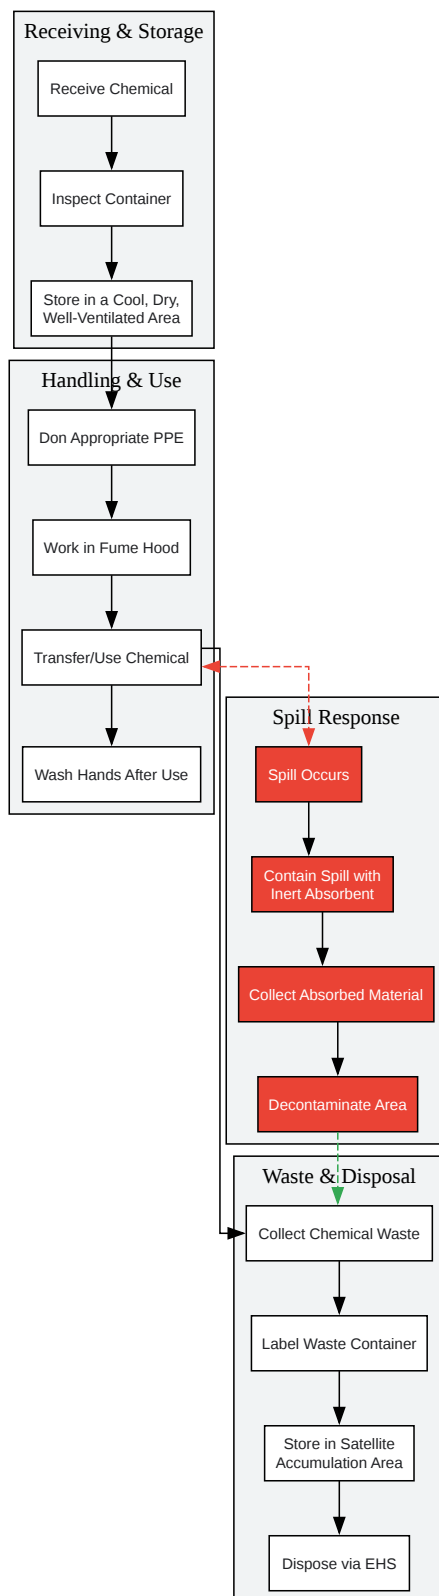 Receiving & Storage
Receive Chemical
Inspect Container
Store in a Cool, Dry,
Well-Ventilated Area
Handling & Use
Don Appropriate PPE
Work in Fume Hood
Transfer/Use Chemical
Wash Hands After Use
Spill Response
Spill Occurs
Contain Spill with
Inert Absorbent
Collect Absorbed Material
Decontaminate Area
Waste & Disposal
Collect Chemical Waste
Label Waste Container
Store in Satellite
Accumulation Area
Dispose via EHS